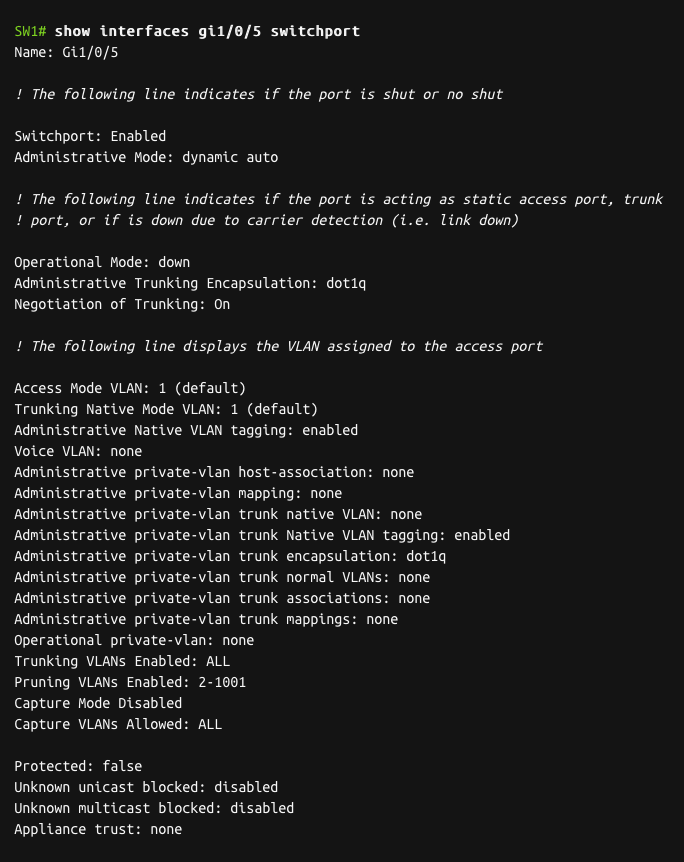 SW1# show interfaces gi1/0/5 switchport
Name: Gi1/0/5
! The following line indicates if the port is shut or no shut
Switchport: Enabled
Administrative Mode: dynamic auto
! The following line indicates if the port is acting as static access port, trunk
! port, or if is down due to carrier detection (i.e. link down)
Operational Mode: down
Administrative Trunking Encapsulation: dot1q
Negotiation of Trunking: On
! The following line displays the VLAN assigned to the access port
Access Mode VLAN: 1 (default)
Trunking Native Mode VLAN: 1 (default)
Administrative Native VLAN tagging: enabled
Voice VLAN: none
Administrative private-vlan host-association: none
Administrative private-vlan mapping: none
Administrative private-vlan trunk native VLAN: none
Administrative private-vlan trunk Native VLAN tagging: enabled
Administrative private-vlan trunk encapsulation: dot1q
Administrative private-vlan trunk normal VLANs: none
Administrative private-vlan trunk associations: none
Administrative private-vlan trunk mappings: none
Operational private-vlan: none
Trunking VLANs Enabled: ALL
Pruning VLANs Enabled: 2-1001
Capture Mode Disabled
Capture VLANs Allowed: ALL
Protected: false
Unknown unicast blocked: disabled
Unknown multicast blocked: disabled
Appliance trust: none